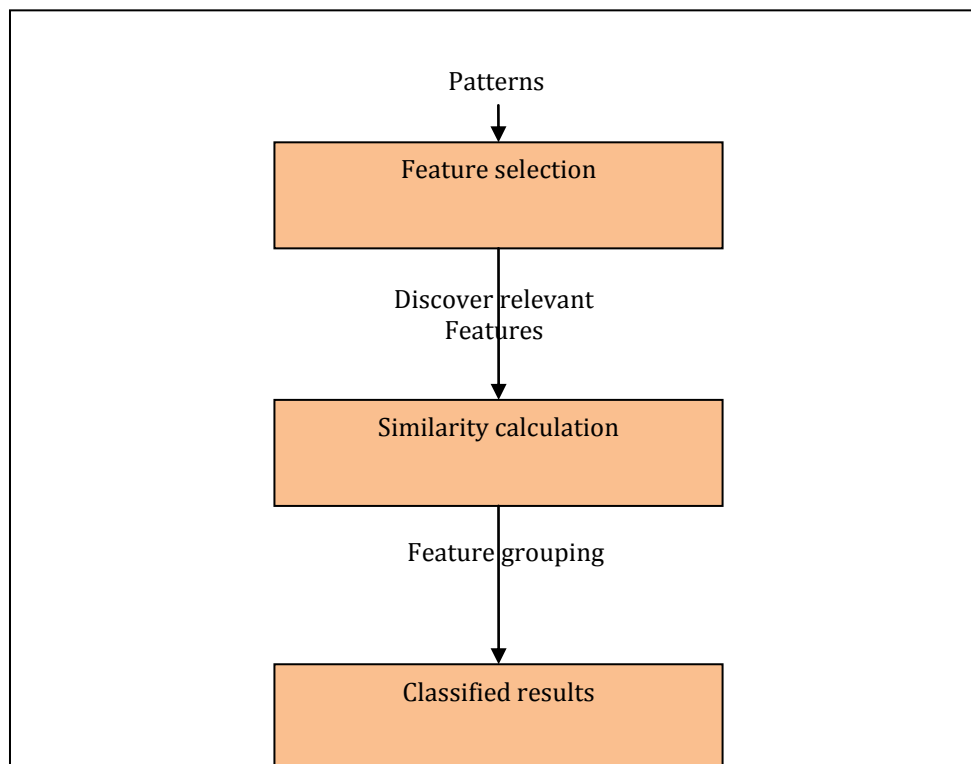 Patterns
Feature selection
Discover relevant
Features
Similarity calculation
Feature grouping
Classified results